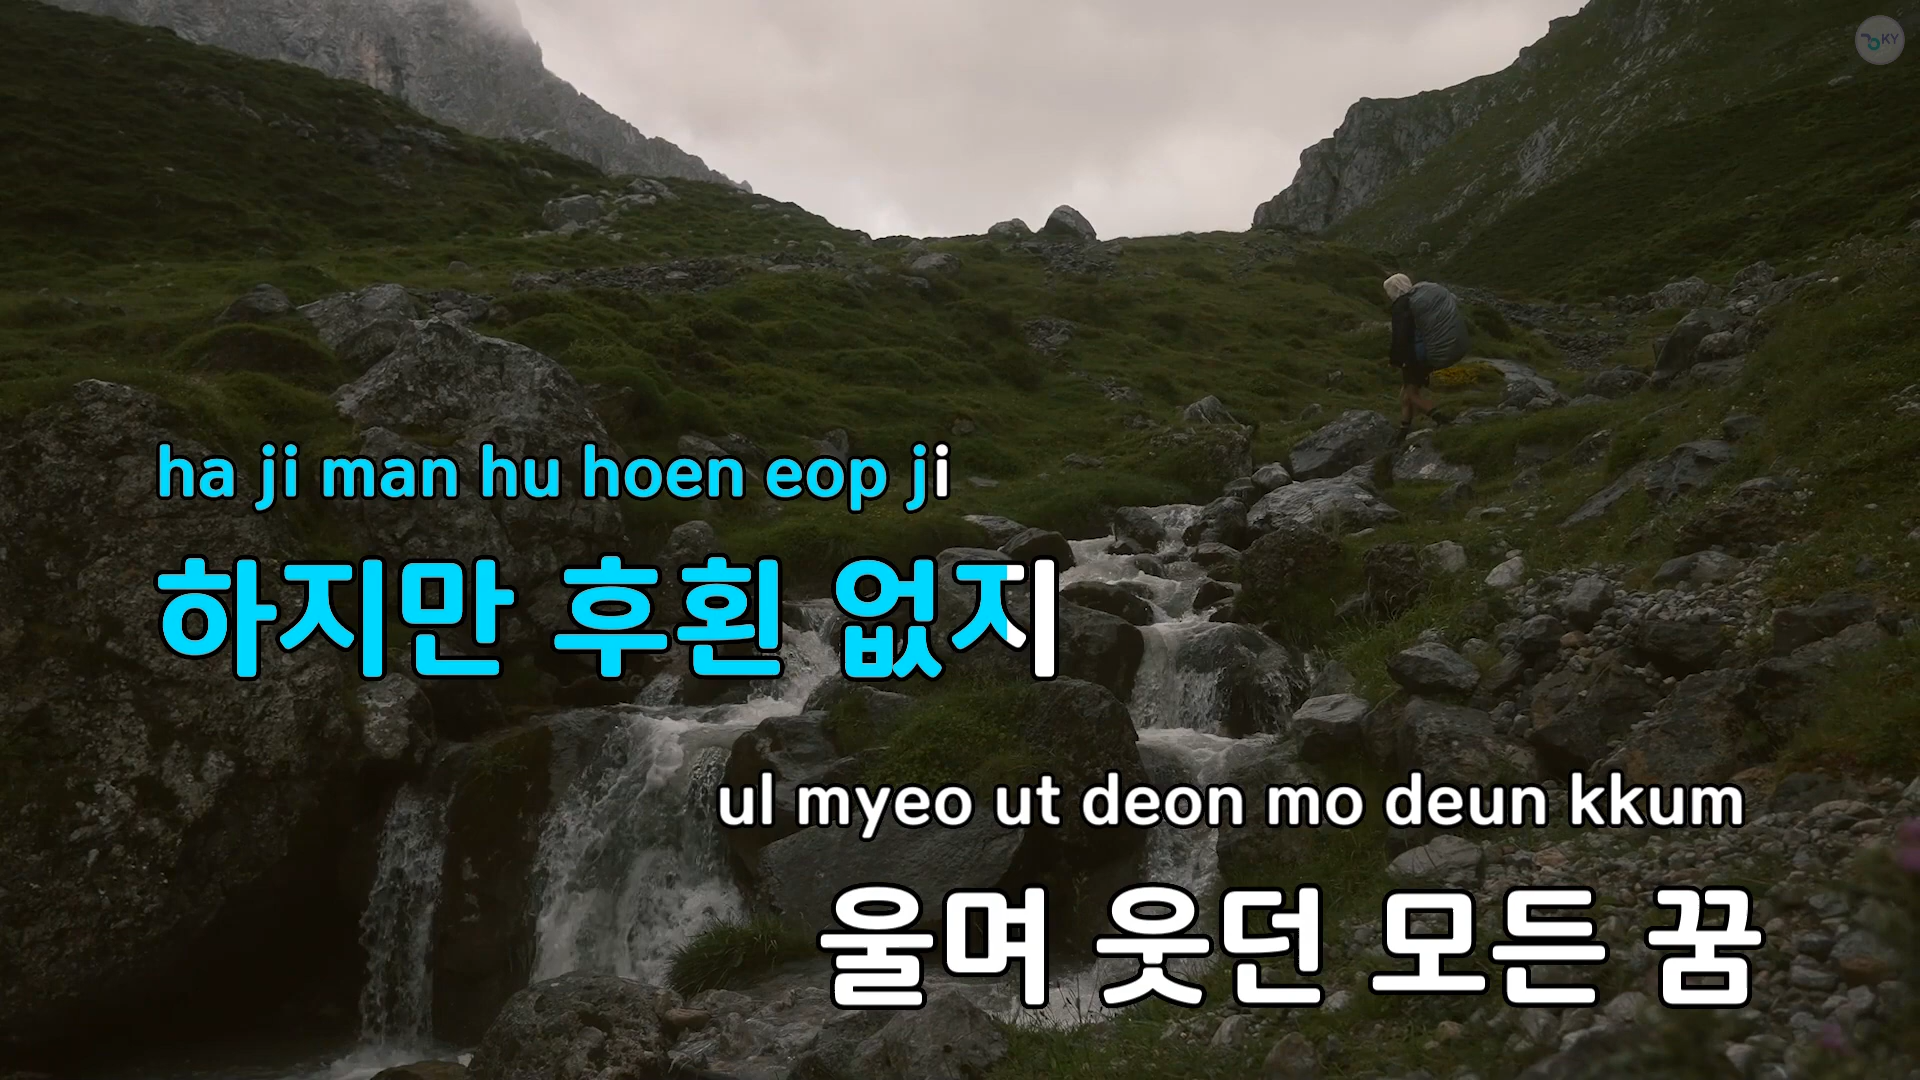 KY
ha ji man hu hoen eop ji
하지만 후횐 없지
ul myeo ut deon mo deun kkum
울며 웃던 모든 꿈